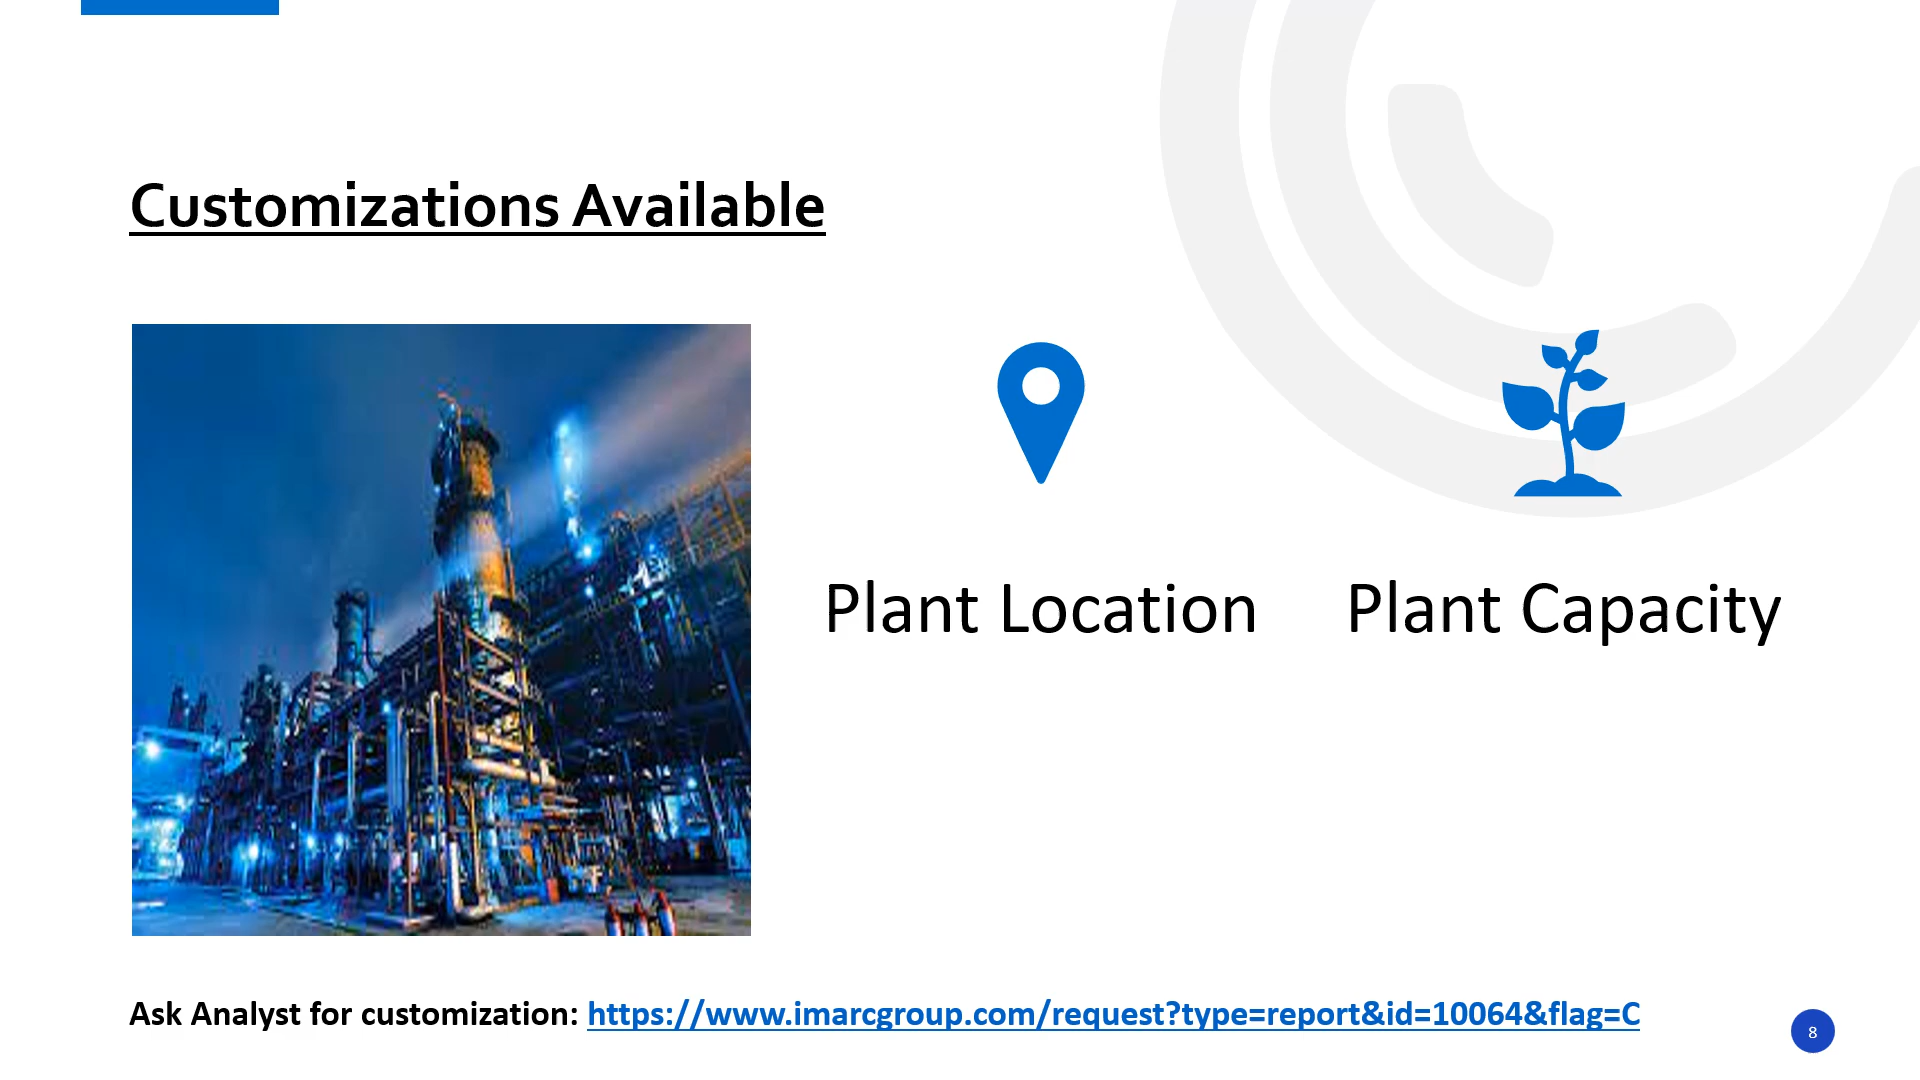 Customizations Available
Plant Location
Plant Capacity
Ask Analyst for customization: https://www.imarcgroup.com/request?type=report&id=10064&flag=C
8